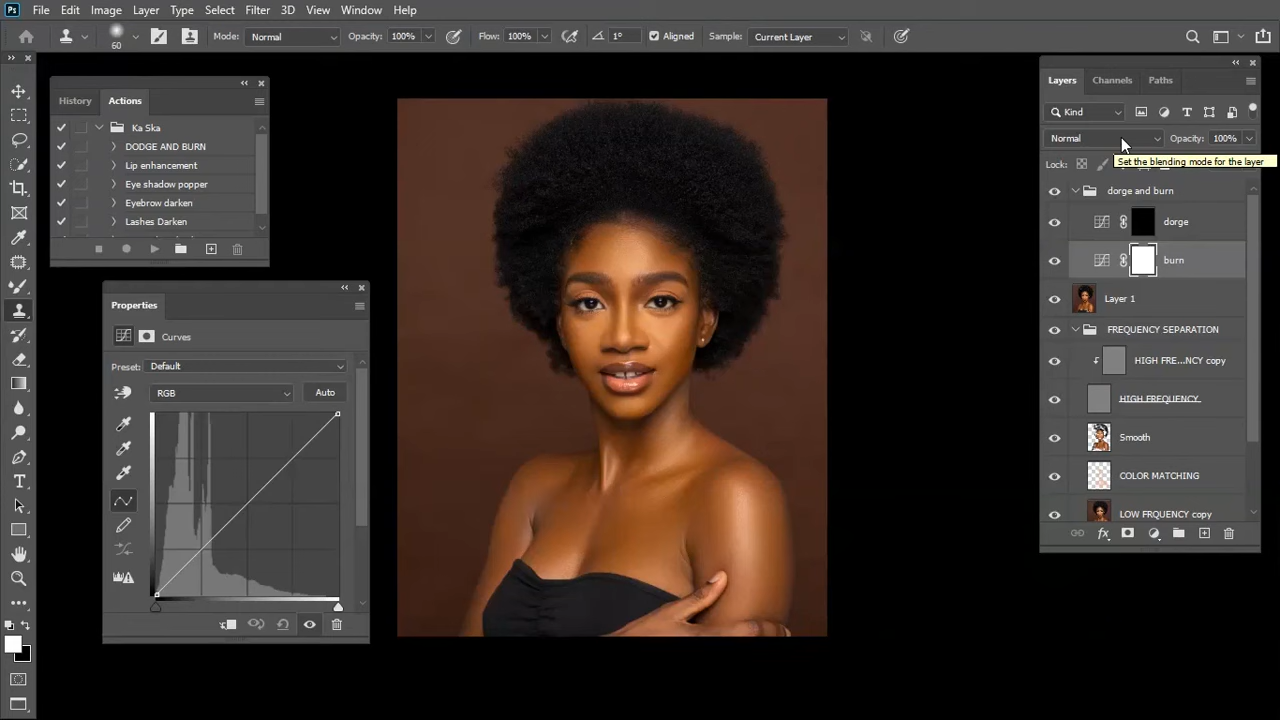 Ps File Edit Image Layer Type Select Filter 3D View Window Help
60 Mode: Normal Opacity: 100% Flow: 100% 1° Aligned Sample: Current Layer
History Actions
Ka Ska
DODGE AND BURN
Lip enhancement
Eye shadow popper
Eyebrow darken
Lashes Darken
Properties
Curves
Preset: Default
RGB Auto
Layers Channels Paths
Kind
Normal Opacity: 100%
Set the blending mode for the layer
Lock:
dorge and burn
dorge
burn
Layer 1
FREQUENCY SEPARATION
HIGH FRE...NCY copy
HIGH FREQUENCY
Smooth
COLOR MATCHING
LOW FRQUENCY copy
fx